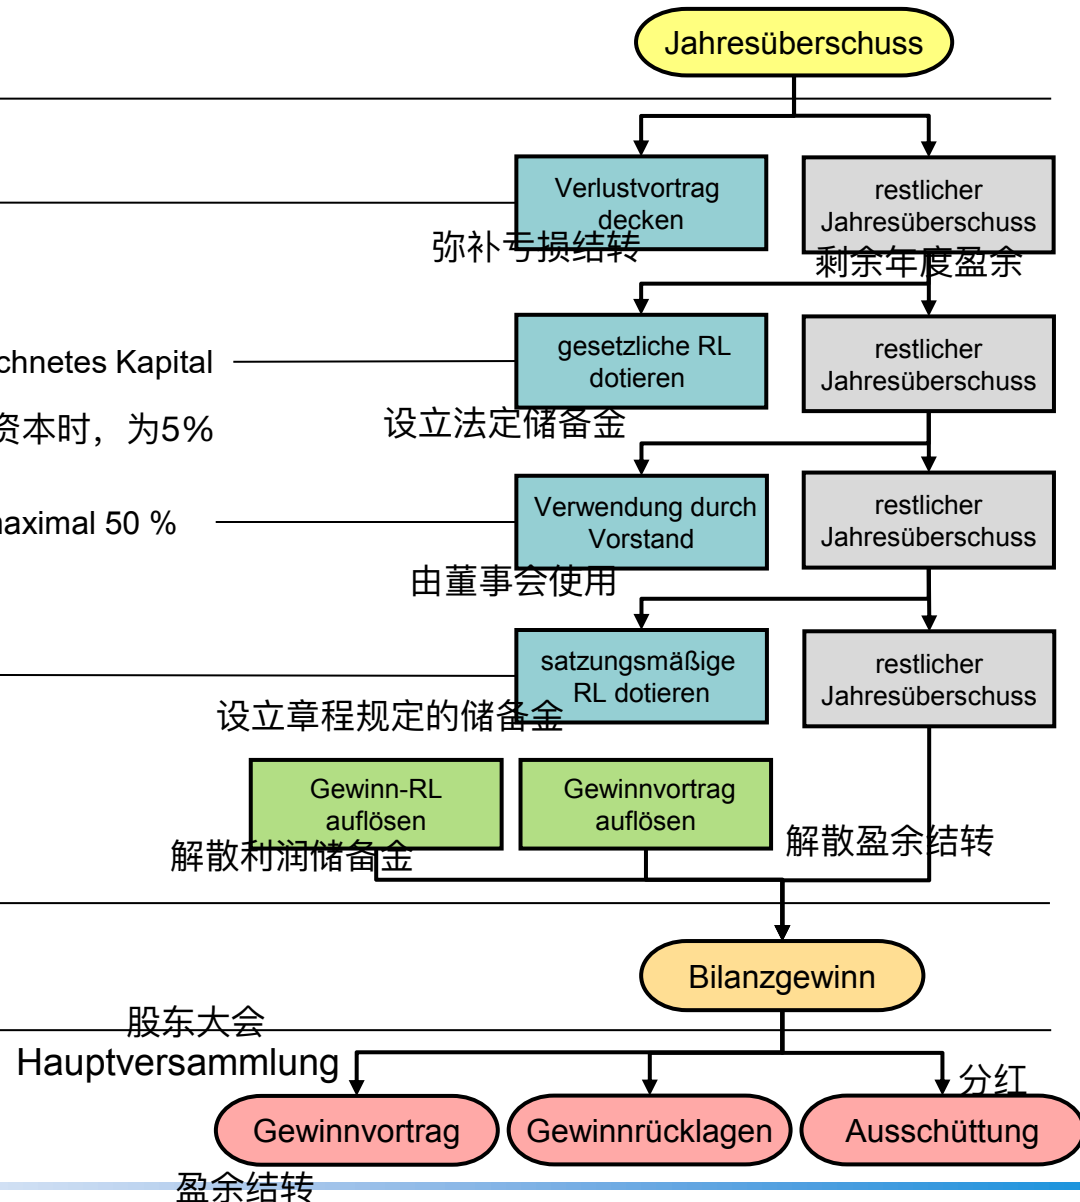 Jahresüberschuss
Verlustvortrag
decken
restlicher
Jahresüberschuss
弥补亏损结转
剩余年度盈余
chnetes Kapital
gesetzliche RL
dotieren
restlicher
Jahresüberschuss
资本时，为5%
设立法定储备金
maximal 50 %
Verwendung durch
Vorstand
restlicher
Jahresüberschuss
由董事会使用
satzungsmäßige
RL dotieren
restlicher
Jahresüberschuss
设立章程规定的储备金
Gewinn-RL
auflösen
Gewinnvortrag
auflösen
解散利润储备金
解散盈余结转
Bilanzgewinn
股东大会
Hauptversammlung
分红
Gewinnvortrag
Gewinnrücklagen
Ausschüttung
盈余结转